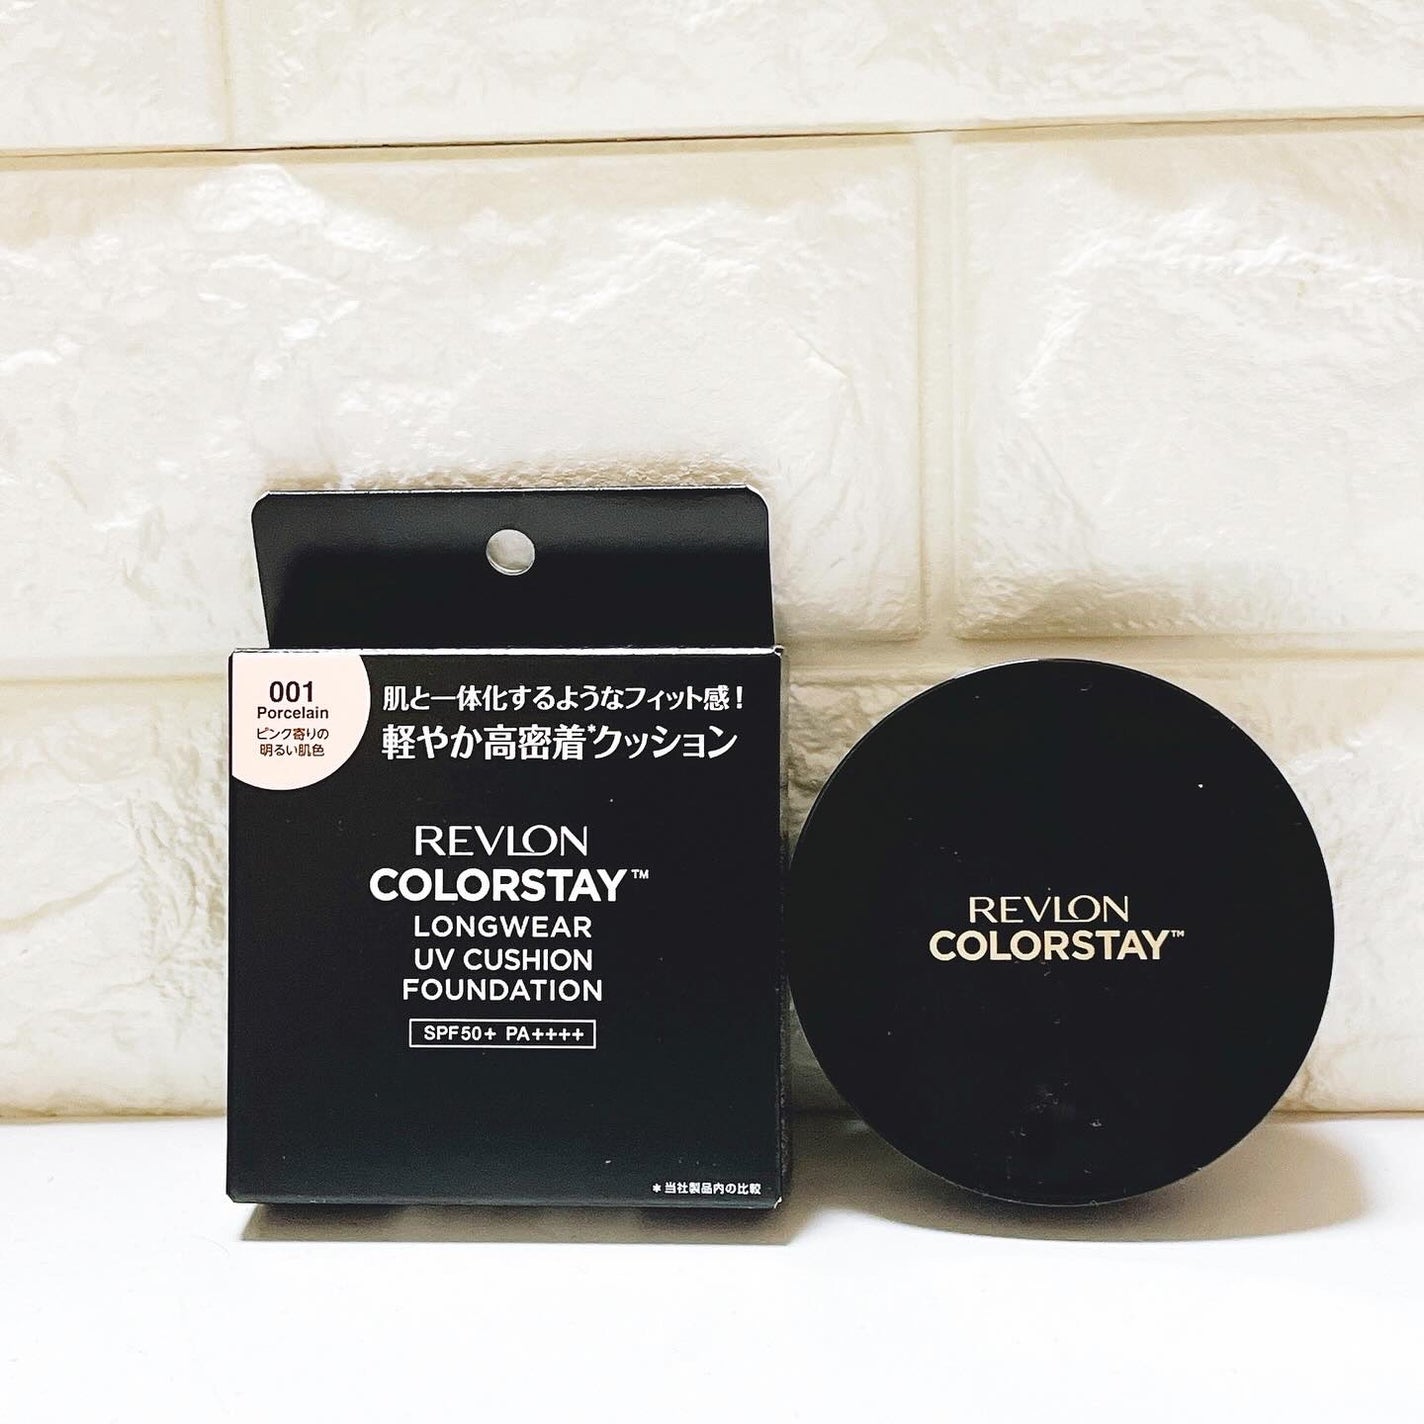 001
Porcelain
ピンク寄りの
明るい肌色
肌と一体化するようなフィット感！
軽やか高密着*クッション
REVLON
COLORSTAY™
LONGWEAR
UV CUSHION
FOUNDATION
SPF50+ PA++++
*当社製品内の比較
REVLON
COLORSTAY™